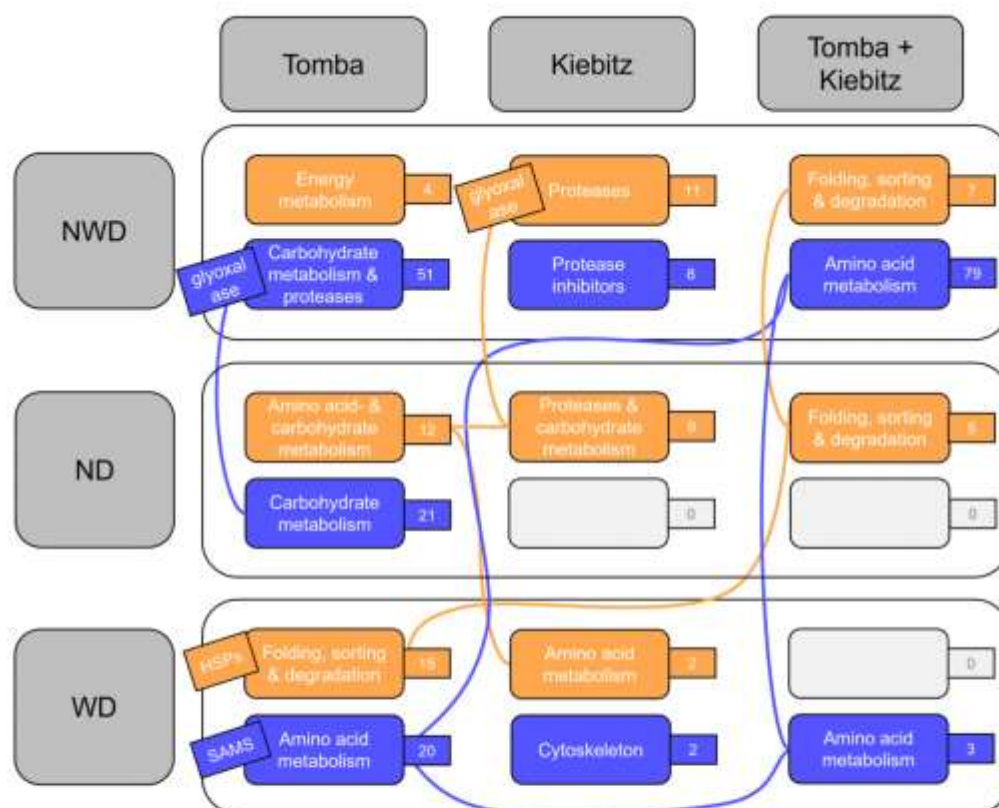 Tomba
Kiebitz
Tomba +
Kiebitz
NWD
Energy
metabolism
4
glyoxal
ase
Proteases
11
Folding, sorting
& degradation
7
glyoxal
ase
Carbohydrate
metabolism &
proteases
51
Protease
inhibitors
8
Amino acid
metabolism
79
ND
Amino acid- &
carbohydrate
metabolism
12
Proteases &
carbohydrate
metabolism
9
Folding, sorting
& degradation
5
Carbohydrate
metabolism
21
0
0
WD
HSPs
Folding, sorting
& degradation
15
Amino acid
metabolism
2
0
SAMS
Amino acid
metabolism
20
Cytoskeleton
2
Amino acid
metabolism
3